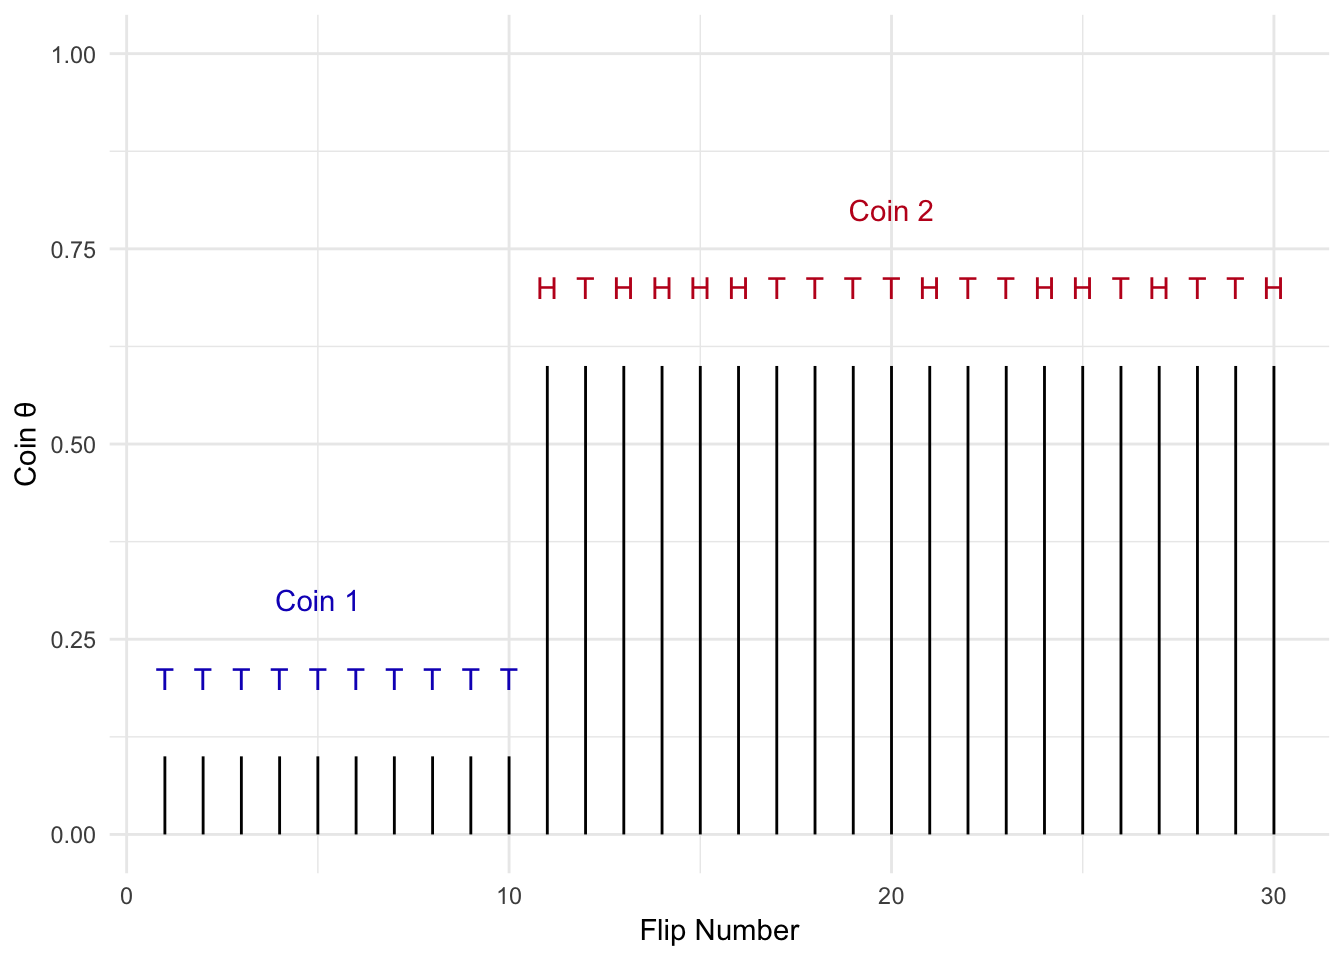 1.00
Coin 2
0.75
H T H H H H T T T T H T T H H T H T T H
Coin θ
0.50
Coin 1
0.25
T T T T T T T T T T
0.00
0 10 20 30
Flip Number